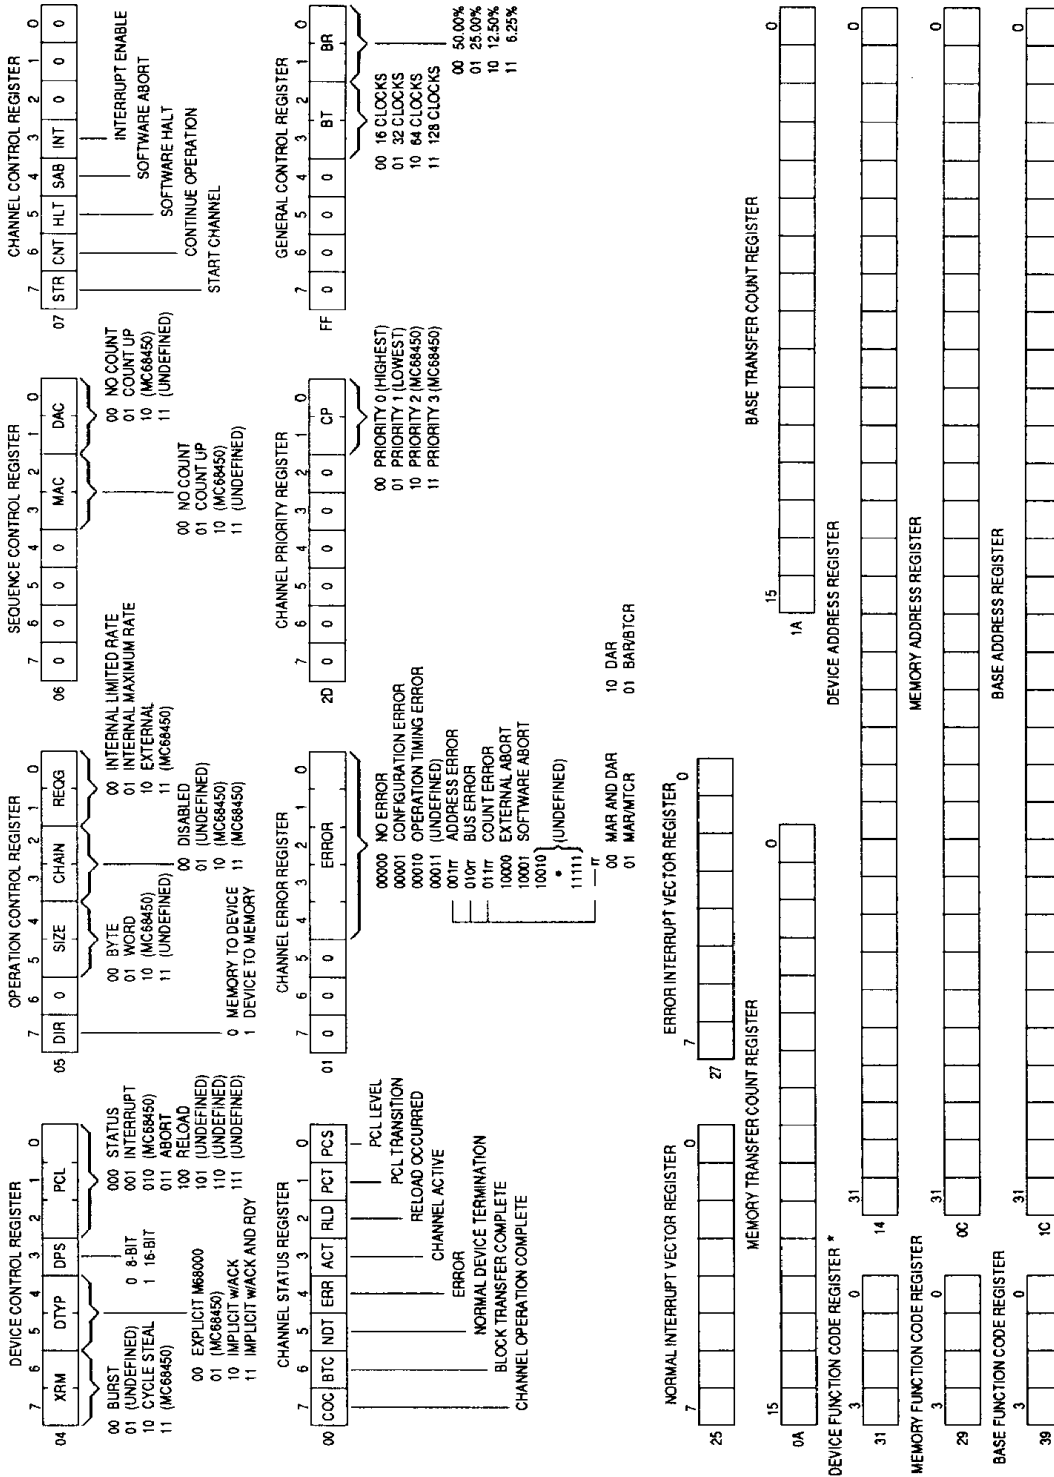 DEVICE CONTROL REGISTER
7 6 5 4 3 2 1 0
04 XRM DTYP DPS PCL
00 BURST
01 (UNDEFINED)
10 CYCLE STEAL
11 (MC68450)
00 EXPLICIT M68000
01 (MC68450)
10 IMPLICIT W/ACK
11 IMPLICIT W/ACK AND RDY
0 8-BIT
1 16-BIT
000 STATUS
001 INTERRUPT
010 (MC68450)
011 ABORT
100 RELOAD
101 (UNDEFINED)
110 (UNDEFINED)
111 (UNDEFINED)
OPERATION CONTROL REGISTER
7 6 5 4 3 2 1 0
05 DIR 0 SIZE CHAIN REQG
0 MEMORY TO DEVICE
1 DEVICE TO MEMORY
00 BYTE
01 WORD
10 (MC68450)
11 (UNDEFINED)
00 DISABLED
01 (UNDEFINED)
10 (MC68450)
11 (MC68450)
00 INTERNAL LIMITED RATE
01 INTERNAL MAXIMUM RATE
10 EXTERNAL
11 (MC68450)
SEQUENCE CONTROL REGISTER
7 6 5 4 3 2 1 0
06 0 0 0 0 MAC DAC
00 NO COUNT
01 COUNT UP
10 (MC68450)
11 (UNDEFINED)
00 NO COUNT
01 COUNT UP
10 (MC68450)
11 (UNDEFINED)
CHANNEL CONTROL REGISTER
7 6 5 4 3 2 1 0
07 STR CNT HLT SAB INT 0 0 0
INTERRUPT ENABLE
SOFTWARE ABORT
SOFTWARE HALT
CONTINUE OPERATION
START CHANNEL
CHANNEL STATUS REGISTER
7 6 5 4 3 2 1 0
00 COC BTC NDT ERR ACT RLD PCT PCS
PCL LEVEL
PCL TRANSITION
RELOAD OCCURRED
CHANNEL ACTIVE
ERROR
NORMAL DEVICE TERMINATION
BLOCK TRANSFER COMPLETE
CHANNEL OPERATION COMPLETE
CHANNEL ERROR REGISTER
7 6 5 4 3 2 1 0
01 0 0 0 ERROR
00000 NO ERROR
00001 CONFIGURATION ERROR
00010 OPERATION TIMING ERROR
00011 (UNDEFINED)
001rr ADDRESS ERROR
010rr BUS ERROR
011rr COUNT ERROR
10000 EXTERNAL ABORT
10001 SOFTWARE ABORT
10010
* (UNDEFINED)
11111
rr
00 MAR AND DAR 10 DAR
01 MAR/MTCR 01 BAR/BTCR
CHANNEL PRIORITY REGISTER
7 6 5 4 3 2 1 0
2D 0 0 0 0 0 0 CP
00 PRIORITY 0 (HIGHEST)
01 PRIORITY 1 (LOWEST)
10 PRIORITY 2 (MC68450)
11 PRIORITY 3 (MC68450)
GENERAL CONTROL REGISTER
7 6 5 4 3 2 1 0
FF 0 0 0 0 BT BR
00 16 CLOCKS
01 32 CLOCKS
10 64 CLOCKS
11 128 CLOCKS
00 50.00%
01 25.00%
10 12.50%
11 6.25%
NORMAL INTERRUPT VECTOR REGISTER
7 0
25
ERROR INTERRUPT VECTOR REGISTER
7 0
27
MEMORY TRANSFER COUNT REGISTER
15 0
0A
BASE TRANSFER COUNT REGISTER
15 0
1A
DEVICE FUNCTION CODE REGISTER *
3 0
31
DEVICE ADDRESS REGISTER
31 0
14
MEMORY FUNCTION CODE REGISTER
3 0
29
MEMORY ADDRESS REGISTER
31 0
0C
BASE FUNCTION CODE REGISTER
3 0
39
BASE ADDRESS REGISTER
31 0
1C